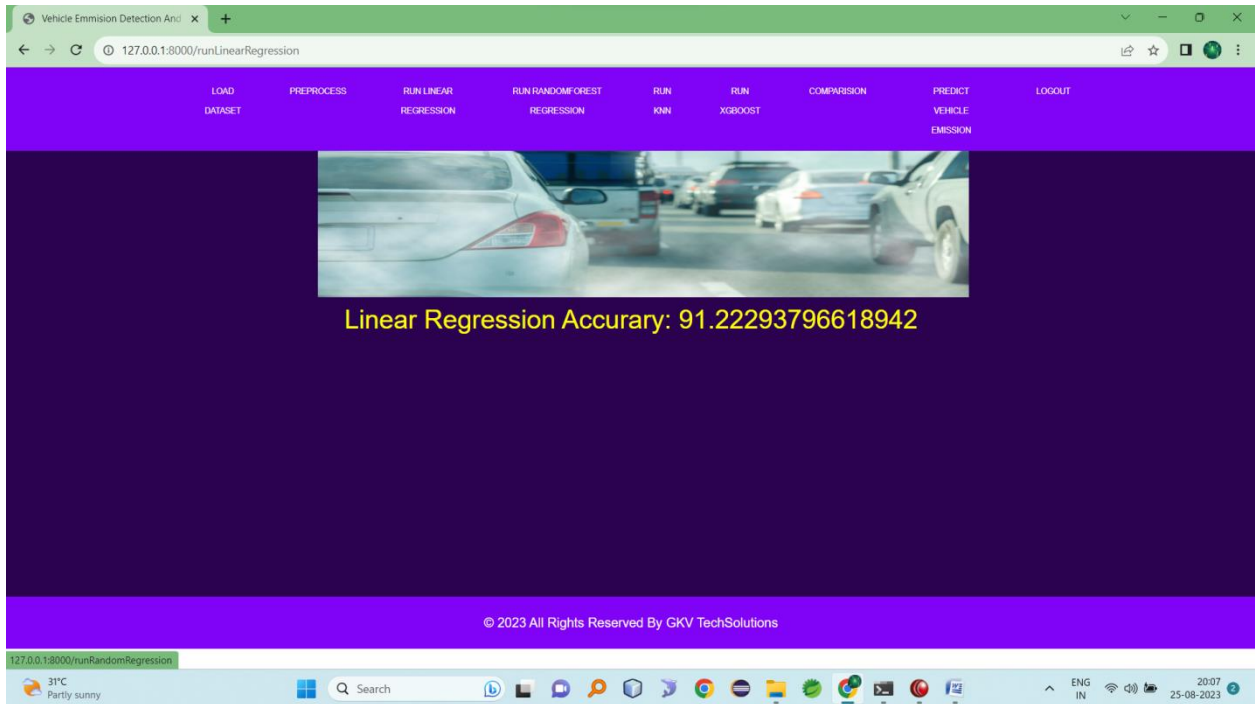 Vehicle Emmision Detection And
127.0.0.1:8000/runLinearRegression
LOAD DATASET
PREPROCESS
RUN LINEAR REGRESSION
RUN RANDOMFOREST REGRESSION
RUN KNN
RUN XGBOOST
COMPARISION
PREDICT VEHICLE EMISSION
LOGOUT
Linear Regression Accurary: 91.22293796618942
© 2023 All Rights Reserved By GKV TechSolutions
127.0.0.1:8000/runRandomRegression
31°C
Partly sunny
Search
ENG
IN
20:07
25-08-2023
2